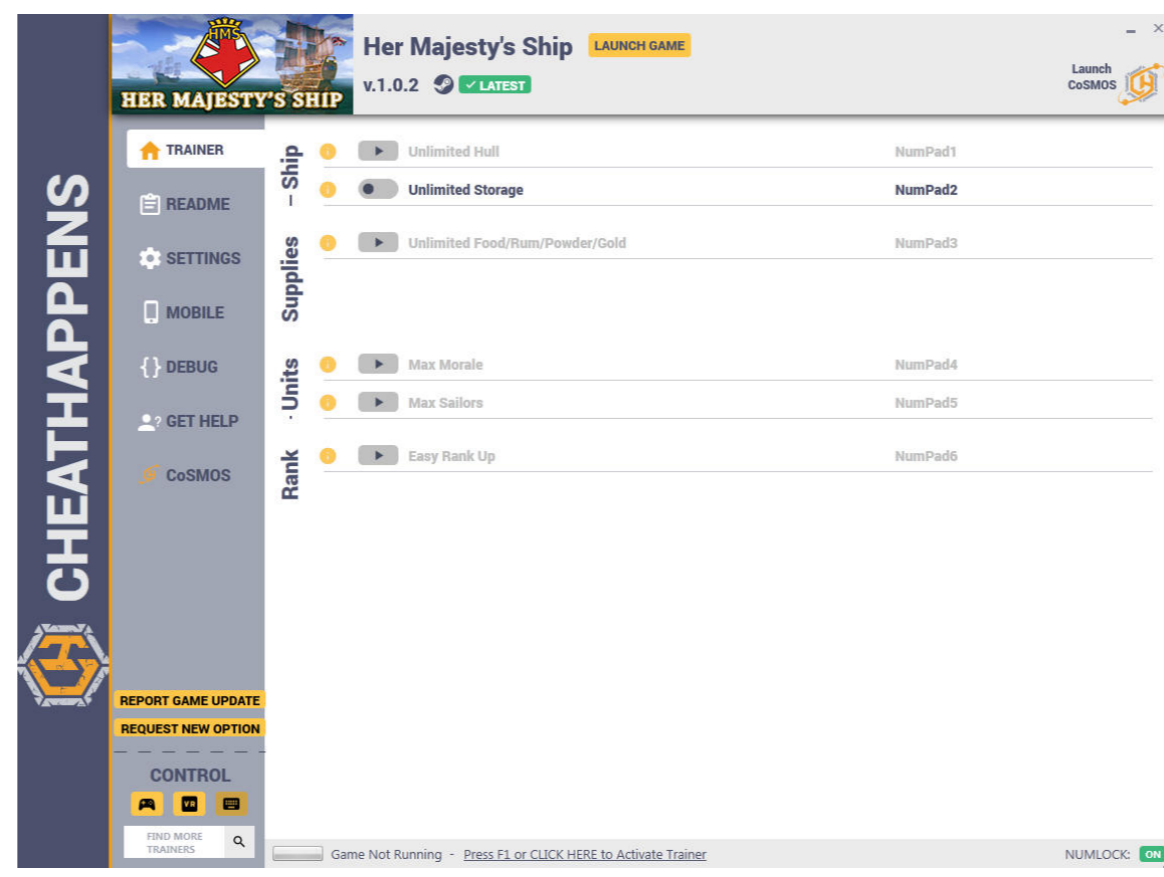 CHEATHAPPENS
HMS
HER MAJESTY'S SHIP
Her Majesty's Ship
LAUNCH GAME
v.1.0.2
✓ LATEST
Launch
CoSMOS
TRAINER
README
SETTINGS
MOBILE
{ } DEBUG
? GET HELP
CoSMOS
Ship
Unlimited Hull NumPad1
Unlimited Storage NumPad2
Supplies
Unlimited Food/Rum/Powder/Gold NumPad3
Units
Max Morale NumPad4
Max Sailors NumPad5
Rank
Easy Rank Up NumPad6
REPORT GAME UPDATE
REQUEST NEW OPTION
CONTROL
VR
FIND MORE
TRAINERS
Game Not Running - Press F1 or CLICK HERE to Activate Trainer
NUMLOCK: ON